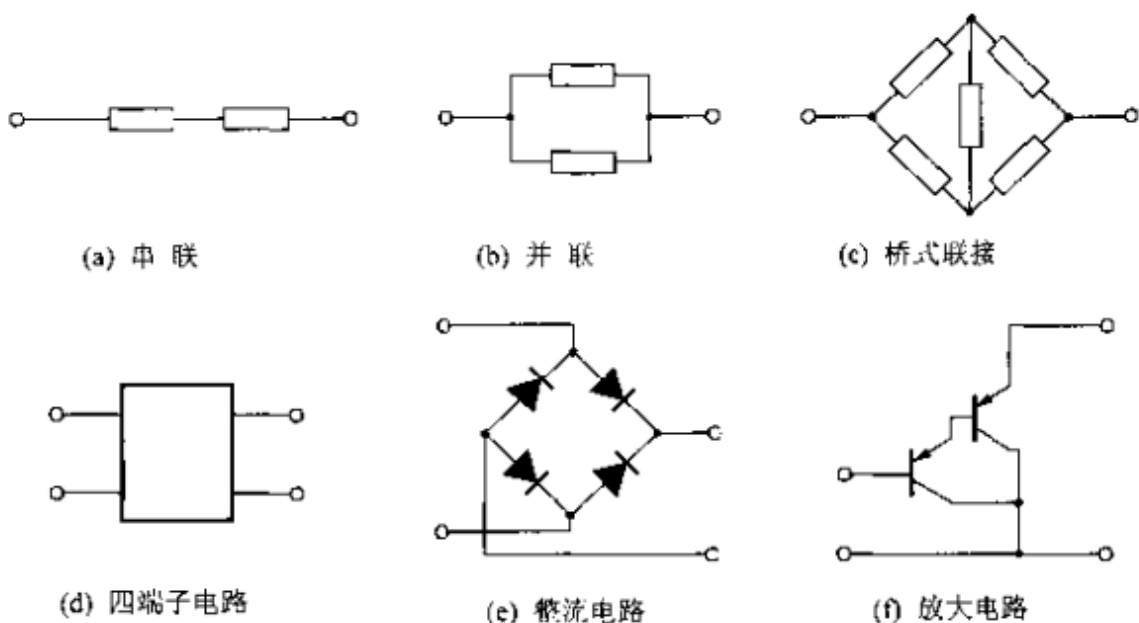 (a) 串 联
(b) 并 联
(c) 桥式联接
(d) 四端子电路
(e) 整流电路
(f) 放大电路